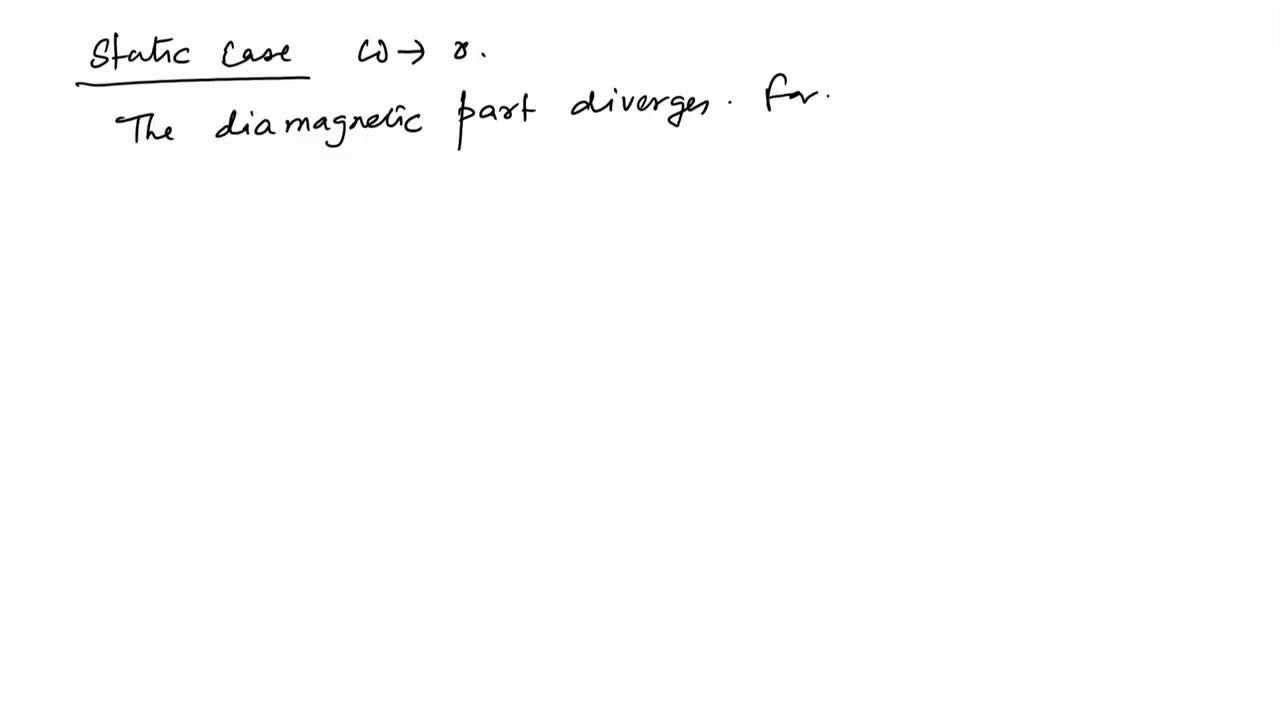 Static Case ω → 0.
The diamagnetic part diverges. For.